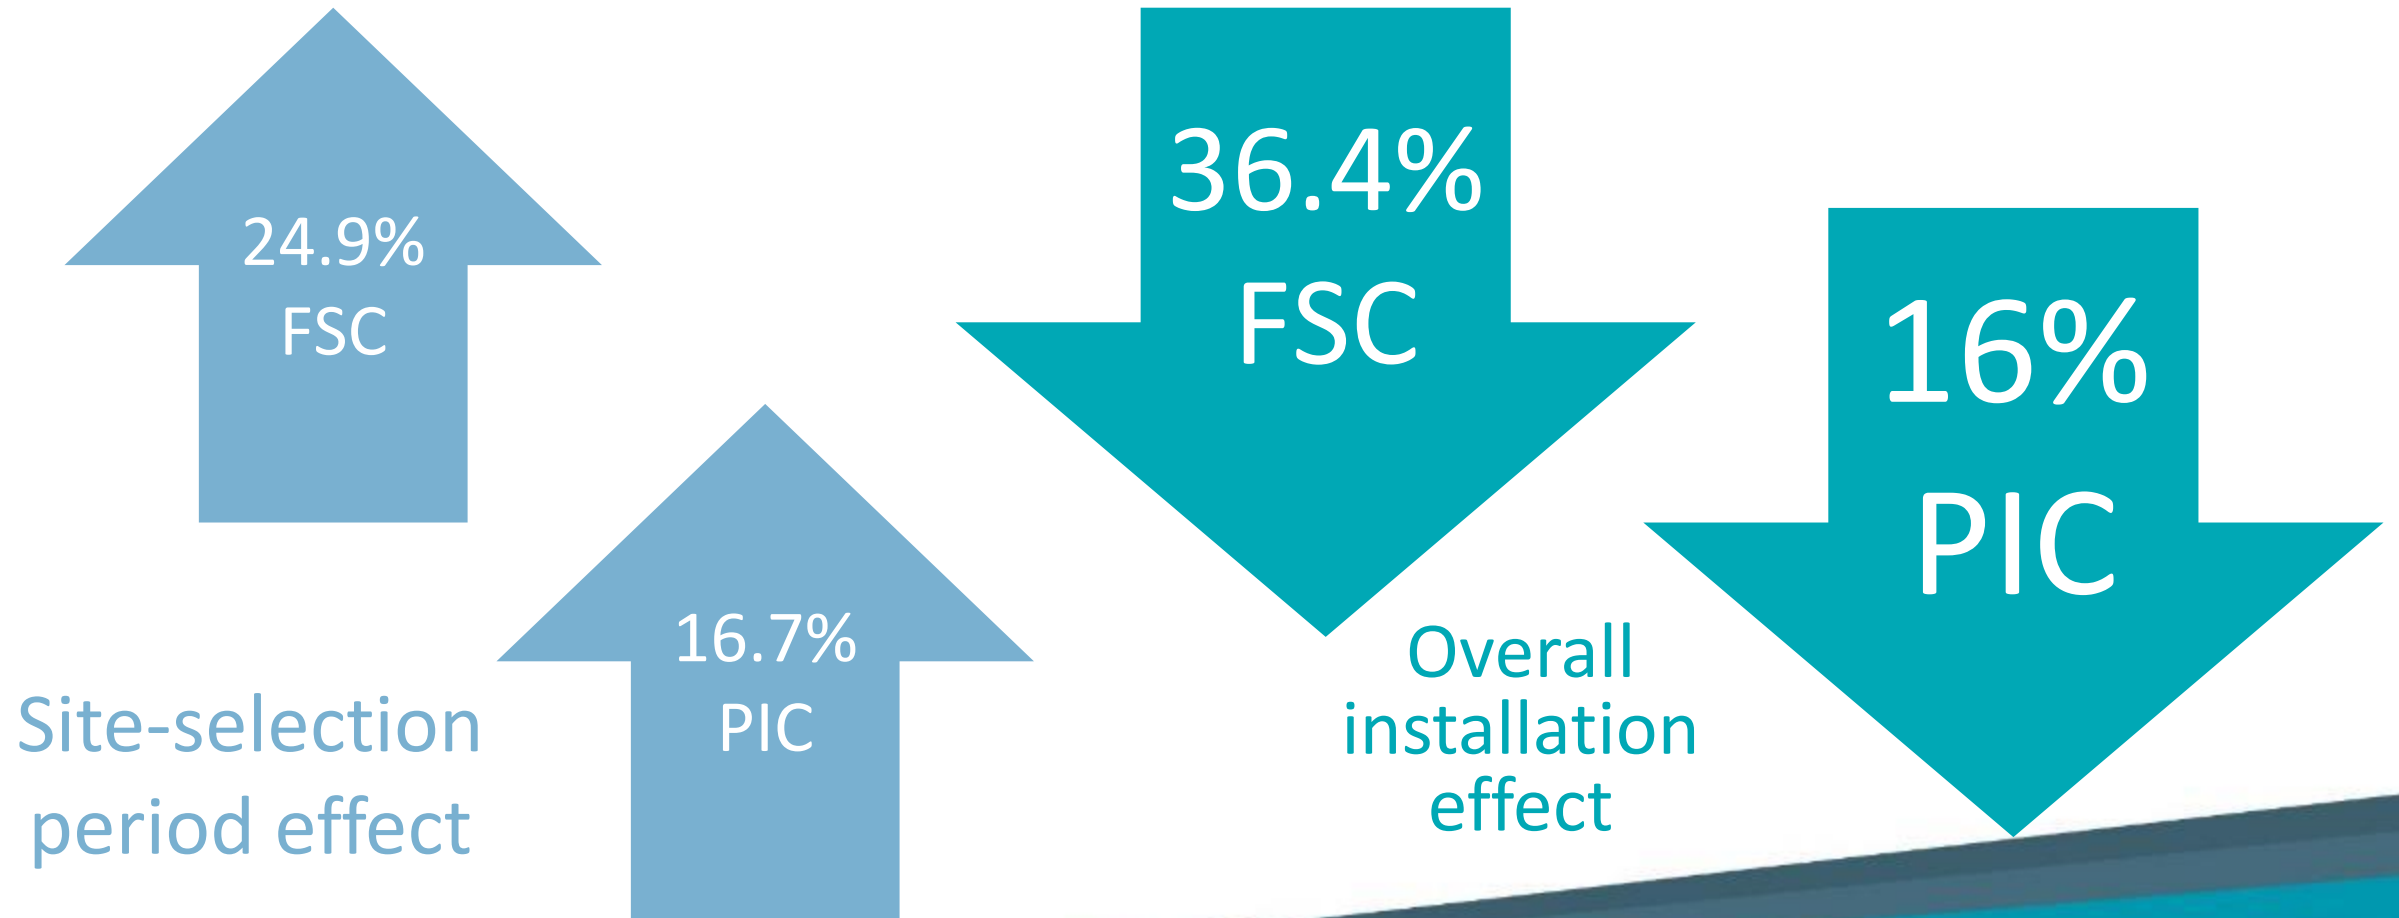 24.9%
FSC
16.7%
PIC
Site-selection
period effect
36.4%
FSC
16%
PIC
Overall
installation
effect